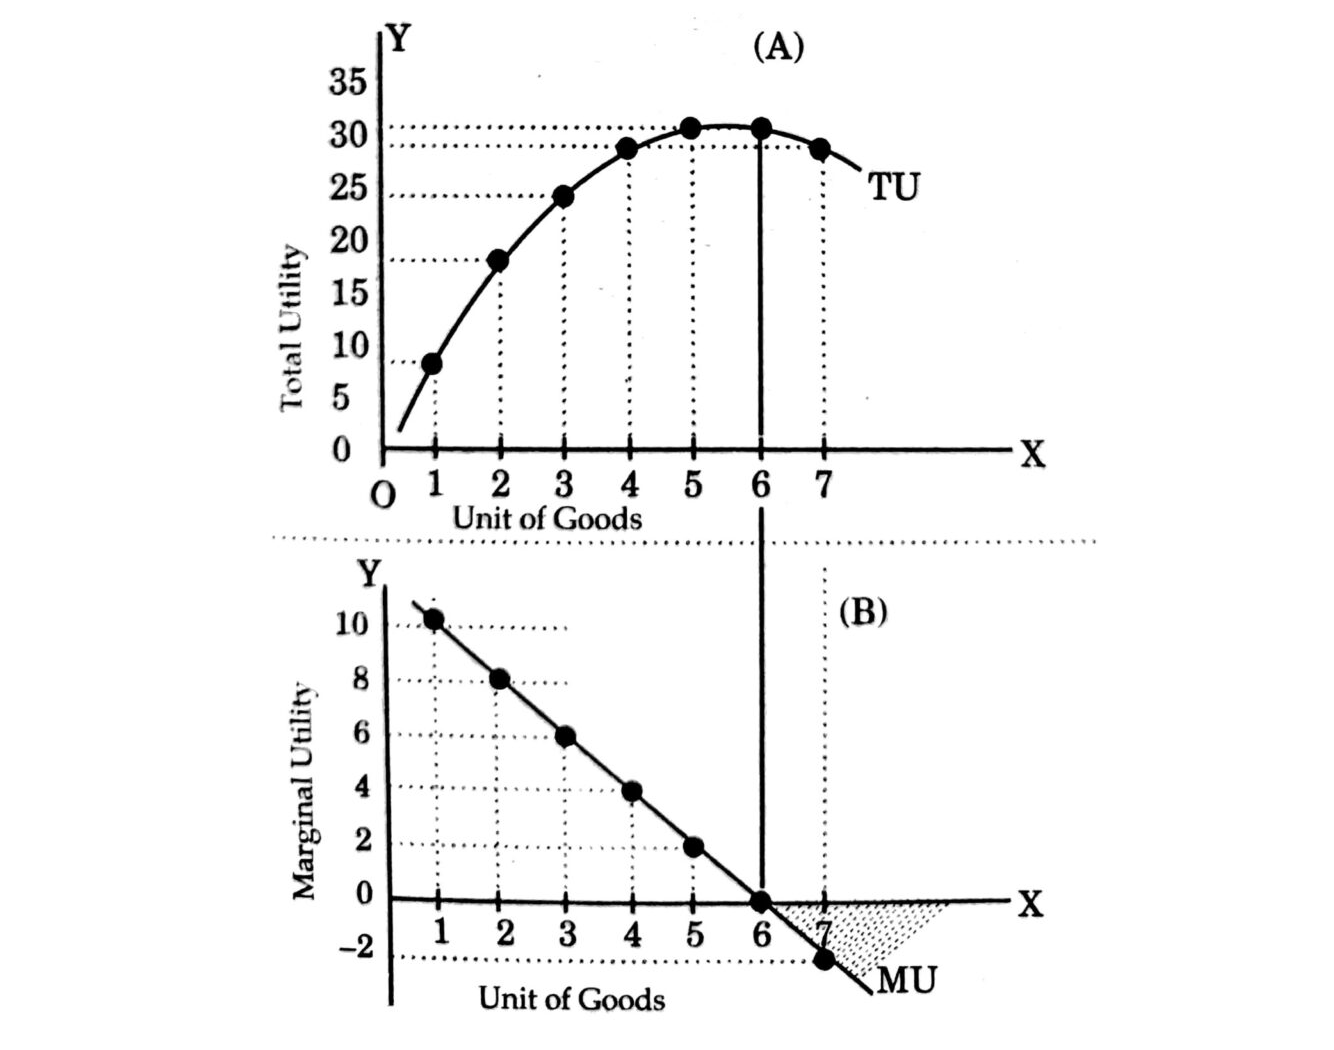 Y
(A)
35
30
25
20
15
10
5
0
Total Utility
TU
X
O 1 2 3 4 5 6 7
Unit of Goods
Y
(B)
10
8
6
4
2
0
-2
Marginal Utility
X
1 2 3 4 5 6 7
MU
Unit of Goods